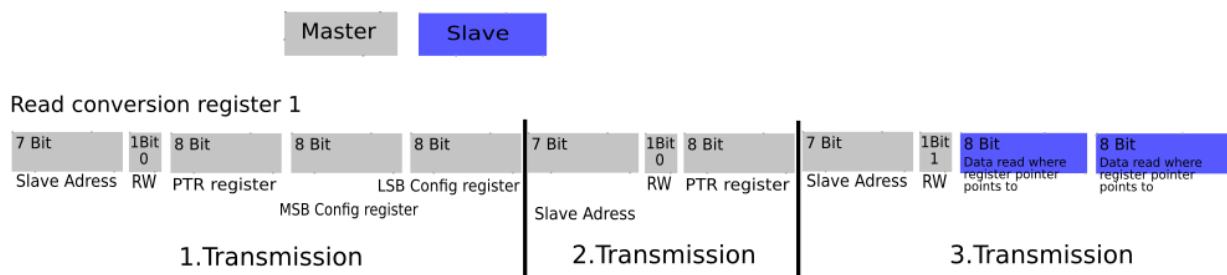 Master
Slave
Read conversion register 1
7 Bit
1Bit
0
8 Bit
8 Bit
8 Bit
7 Bit
1Bit
0
8 Bit
7 Bit
1Bit
1
8 Bit
Data read where
register pointer
points to
8 Bit
Data read where
register pointer
points to
Slave Adress
RW
PTR register
MSB Config register
LSB Config register
Slave Adress
RW
PTR register
Slave Adress
RW
1.Transmission
2.Transmission
3.Transmission